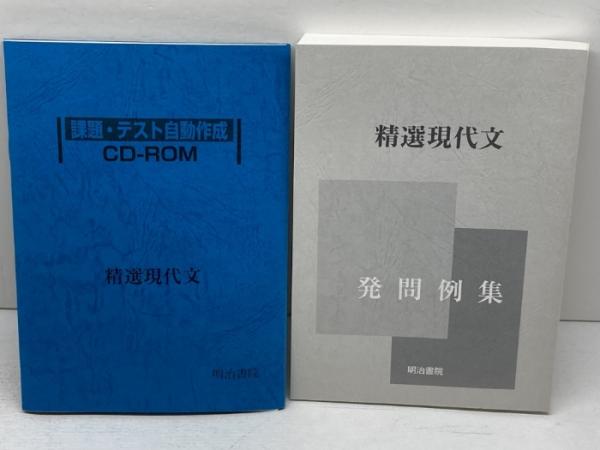 課題・テスト自動作成
CD-ROM
精選現代文
明治書院
精選現代文
発問例集
明治書院